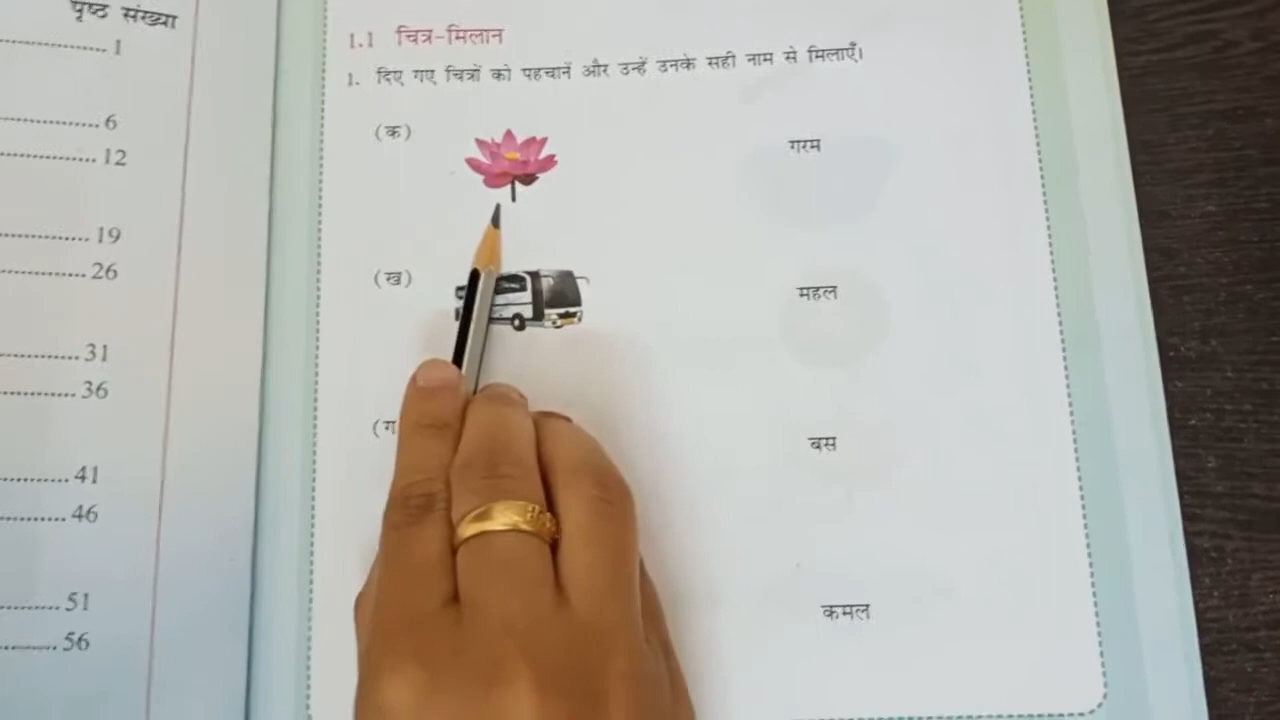 पृष्ठ संख्या
1
6
12
19
26
31
36
41
46
51
56
1.1 चित्र-मिलान
1. दिए गए चित्रों को पहचानें और उन्हें उनके सही नाम से मिलाएँ।
(क)
गरम
(ख)
महल
(ग
बस
कमल